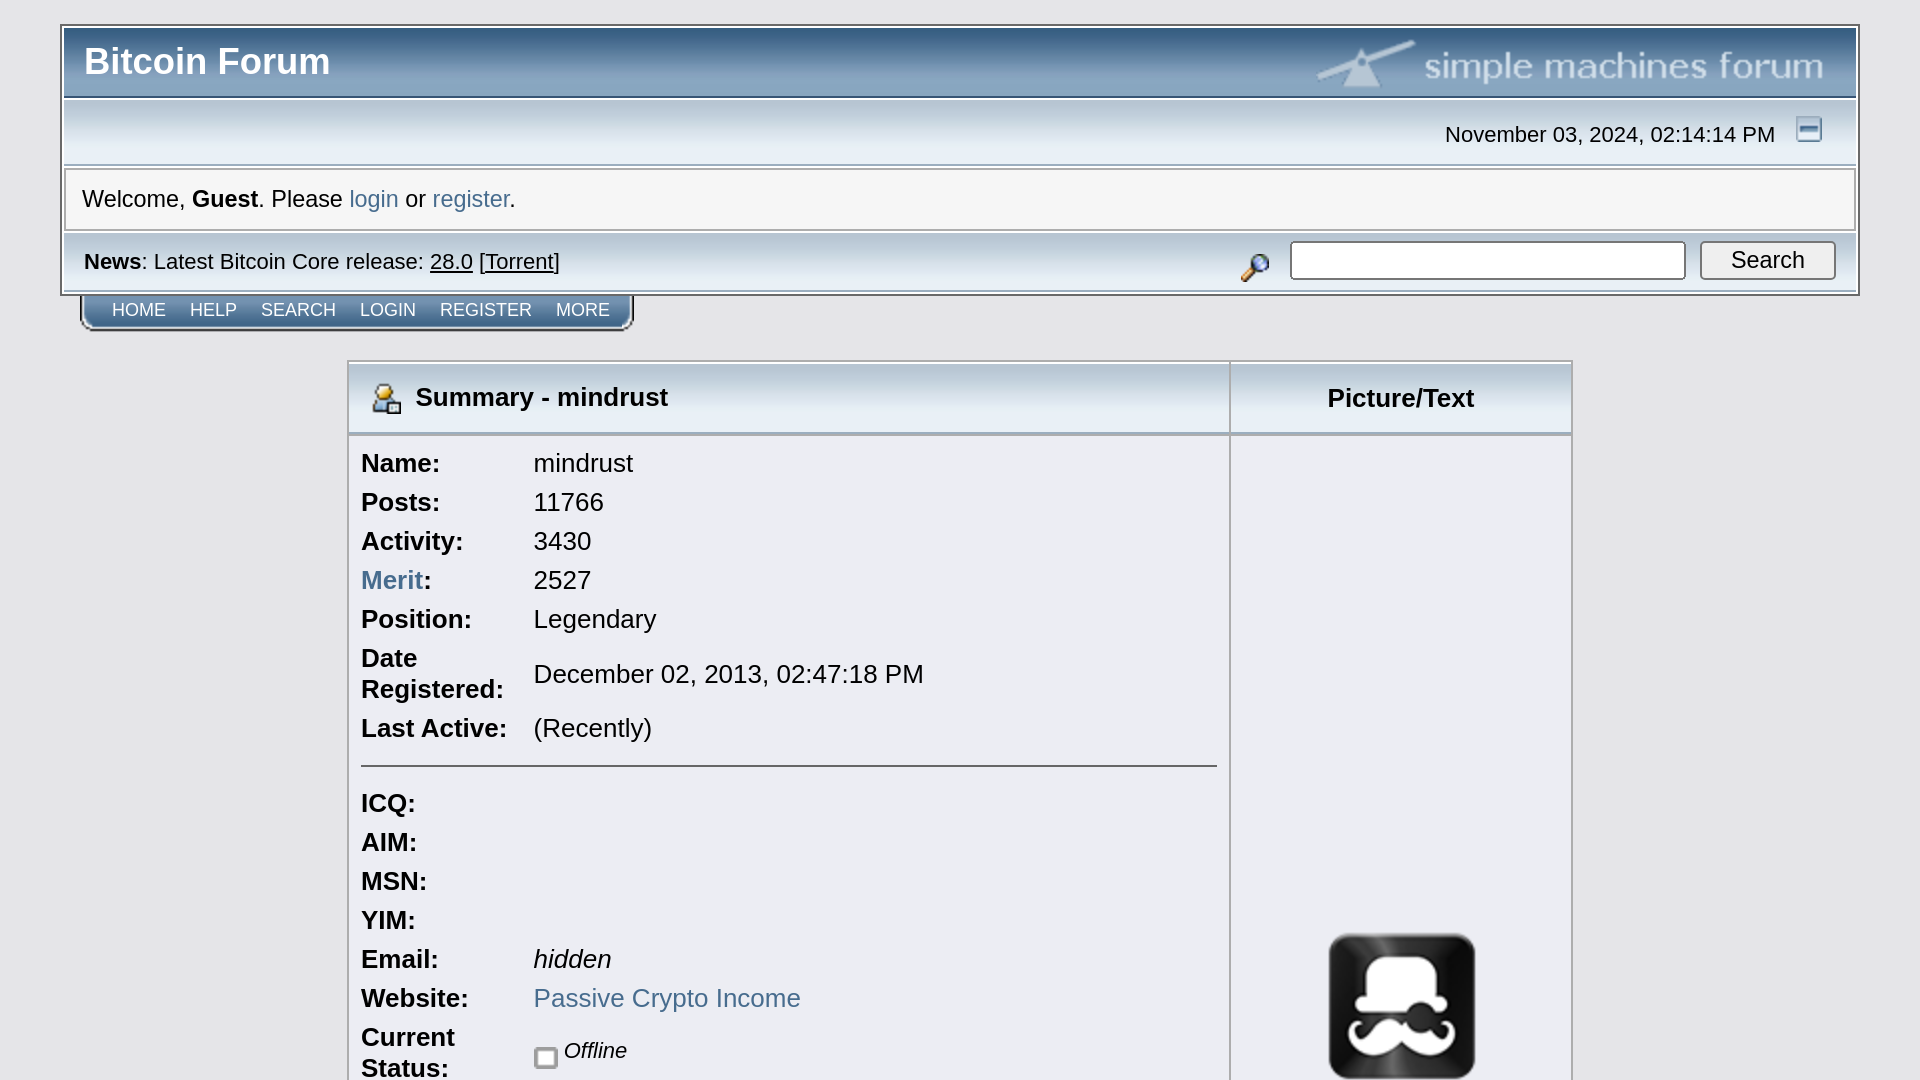 Bitcoin Forum
simple machines forum
November 03, 2024, 02:14:14 PM
Welcome, Guest. Please login or register.
News: Latest Bitcoin Core release: 28.0 [Torrent]
Search
HOME HELP SEARCH LOGIN REGISTER MORE
Summary - mindrust
Picture/Text
Name: mindrust
Posts: 11766
Activity: 3430
Merit: 2527
Position: Legendary
Date
Registered: December 02, 2013, 02:47:18 PM
Last Active: (Recently)
ICQ:
AIM:
MSN:
YIM:
Email: hidden
Website: Passive Crypto Income
Current
Status: Offline